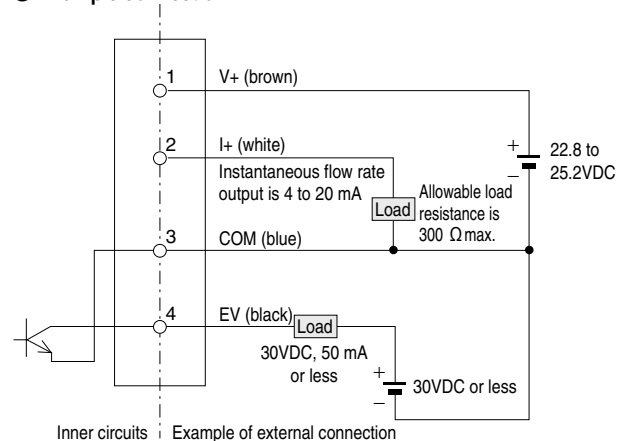 1 V+ (brown)
2 I+ (white)
Instantaneous flow rate
output is 4 to 20 mA
+
−
22.8 to
25.2VDC
Load
Allowable load
resistance is
300 Ω max.
3 COM (blue)
4 EV (black)
Load
30VDC, 50 mA
or less
+
−
30VDC or less
Inner circuits
Example of external connection